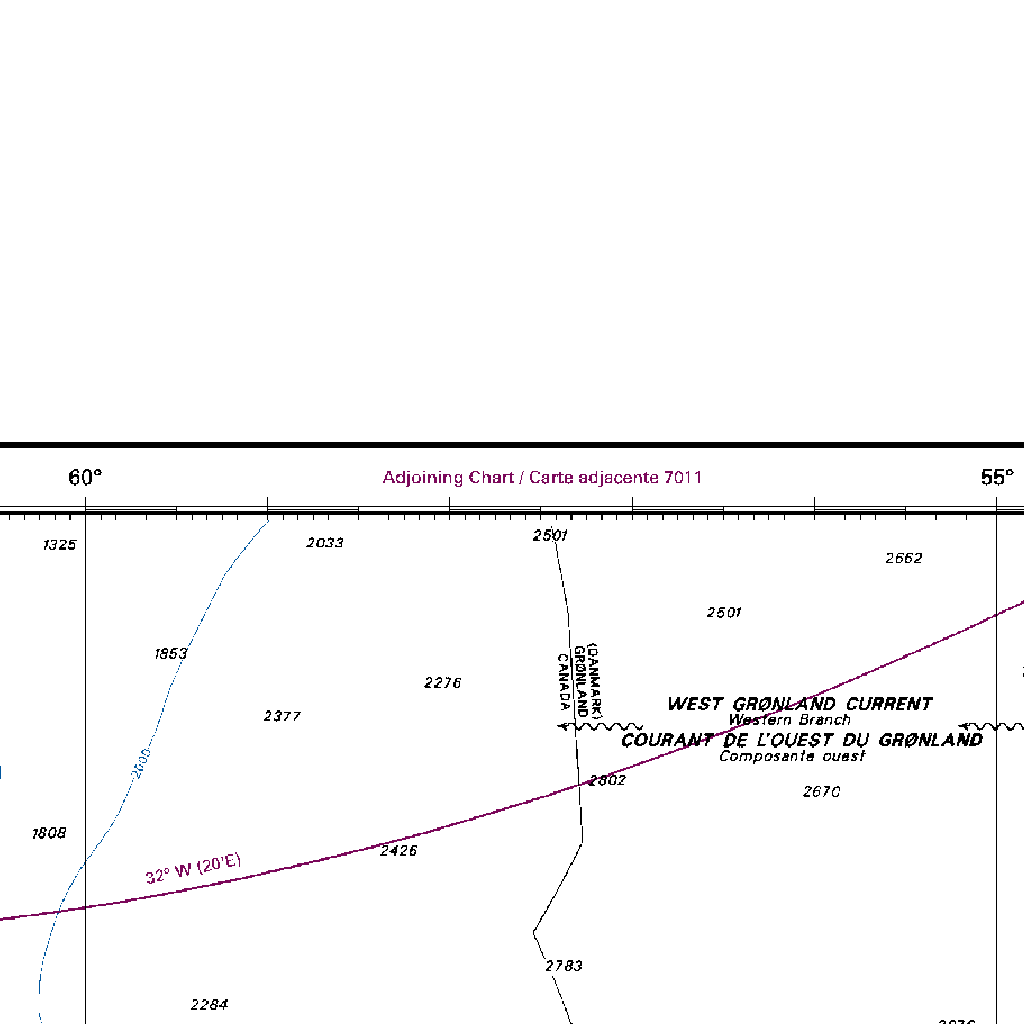 60°
Adjoining Chart / Carte adjacente 7011
55°
1325
2033
2501
2662
2501
1853
(DANMARK)
GRØNLAND
CANADA
2276
2377
WEST GRØNLAND CURRENT
Western Branch
COURANT DE L'OUEST DU GRØNLAND
Composante ouest
2000
2802
2670
1808
2426
32° W (20'E)
2783
2284